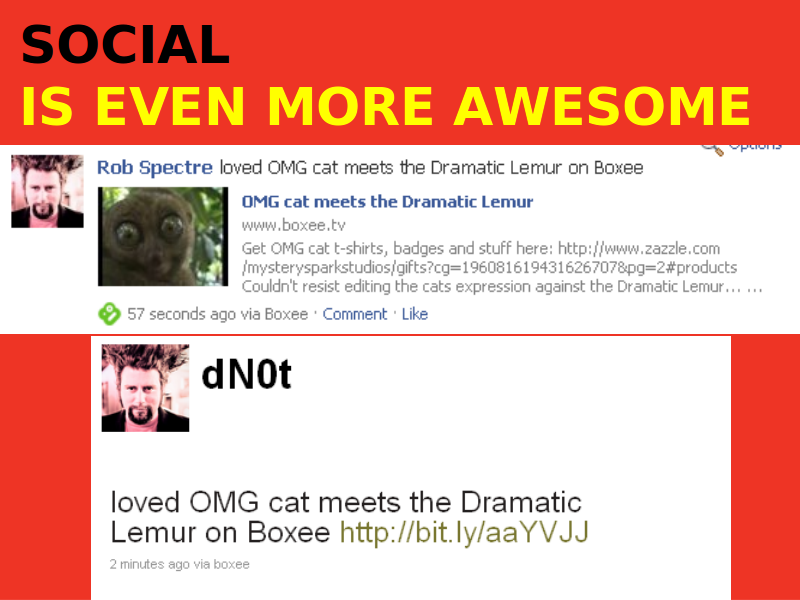 SOCIAL
IS EVEN MORE AWESOME
Options
Rob Spectre loved OMG cat meets the Dramatic Lemur on Boxee
OMG cat meets the Dramatic Lemur
www.boxee.tv
Get OMG cat t-shirts, badges and stuff here: http://www.zazzle.com
/mysterysparkstudios/gifts?cg=196081619431626707&pg=2#products
Couldn't resist editing the cats expression against the Dramatic Lemur... ...
57 seconds ago via Boxee · Comment · Like
dN0t
loved OMG cat meets the Dramatic
Lemur on Boxee http://bit.ly/aaYVJJ
2 minutes ago via boxee